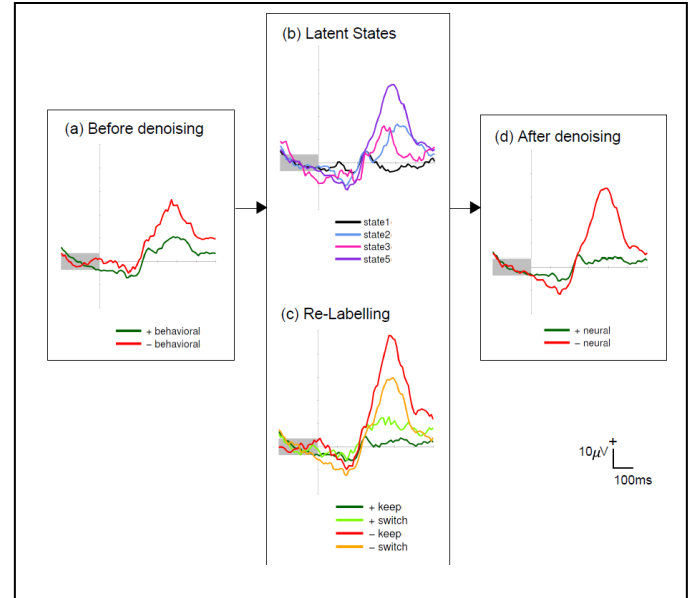 (a) Before denoising
+ behavioral
− behavioral
(b) Latent States
state1
state2
state3
state5
(c) Re-Labelling
+ keep
+ switch
− keep
− switch
(d) After denoising
+ neural
− neural
+
10μV
100ms